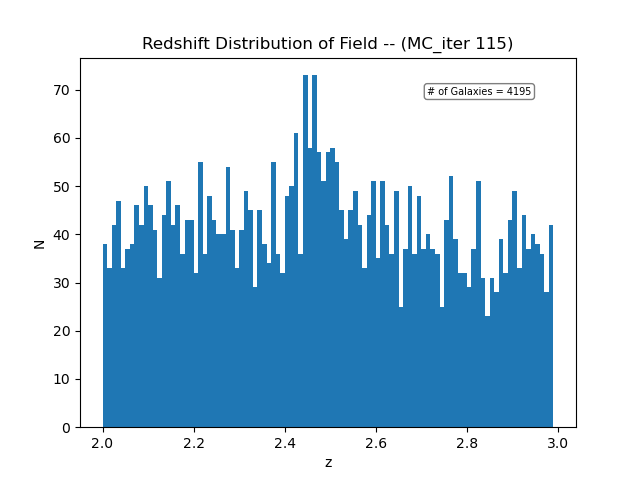 Redshift Distribution of Field -- (MC_iter 115)
# of Galaxies = 4195
70
60
50
40
30
20
10
0
N
2.0 2.2 2.4 2.6 2.8 3.0
z